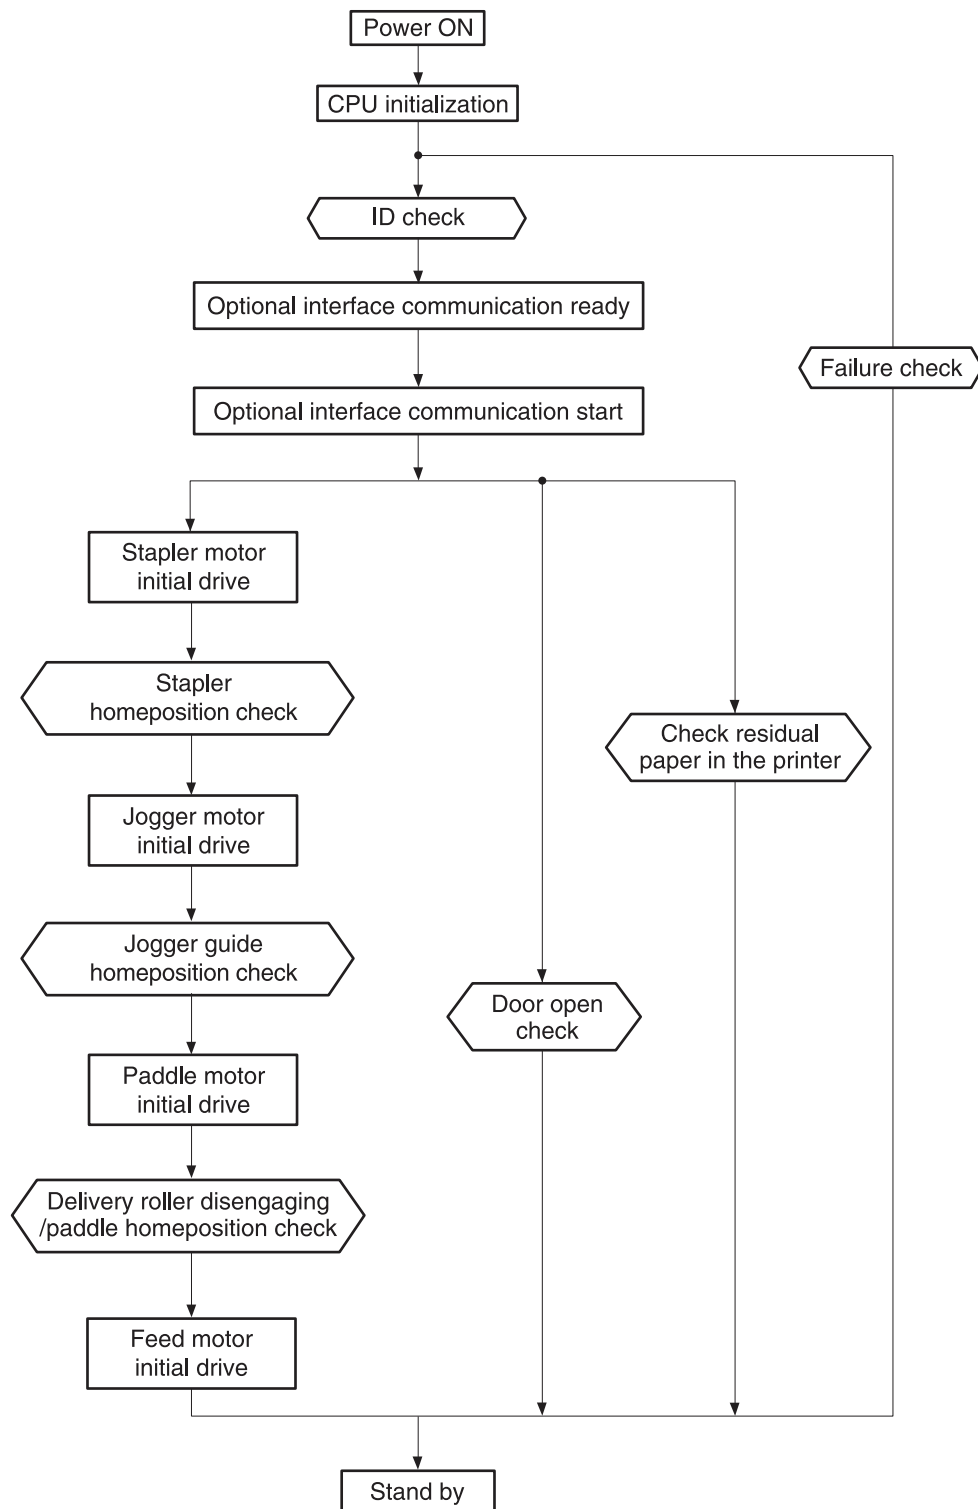 Power ON
CPU initialization
ID check
Optional interface communication ready
Failure check
Optional interface communication start
Stapler motor
initial drive
Stapler
homeposition check
Check residual
paper in the printer
Jogger motor
initial drive
Jogger guide
homeposition check
Door open
check
Paddle motor
initial drive
Delivery roller disengaging
/paddle homeposition check
Feed motor
initial drive
Stand by